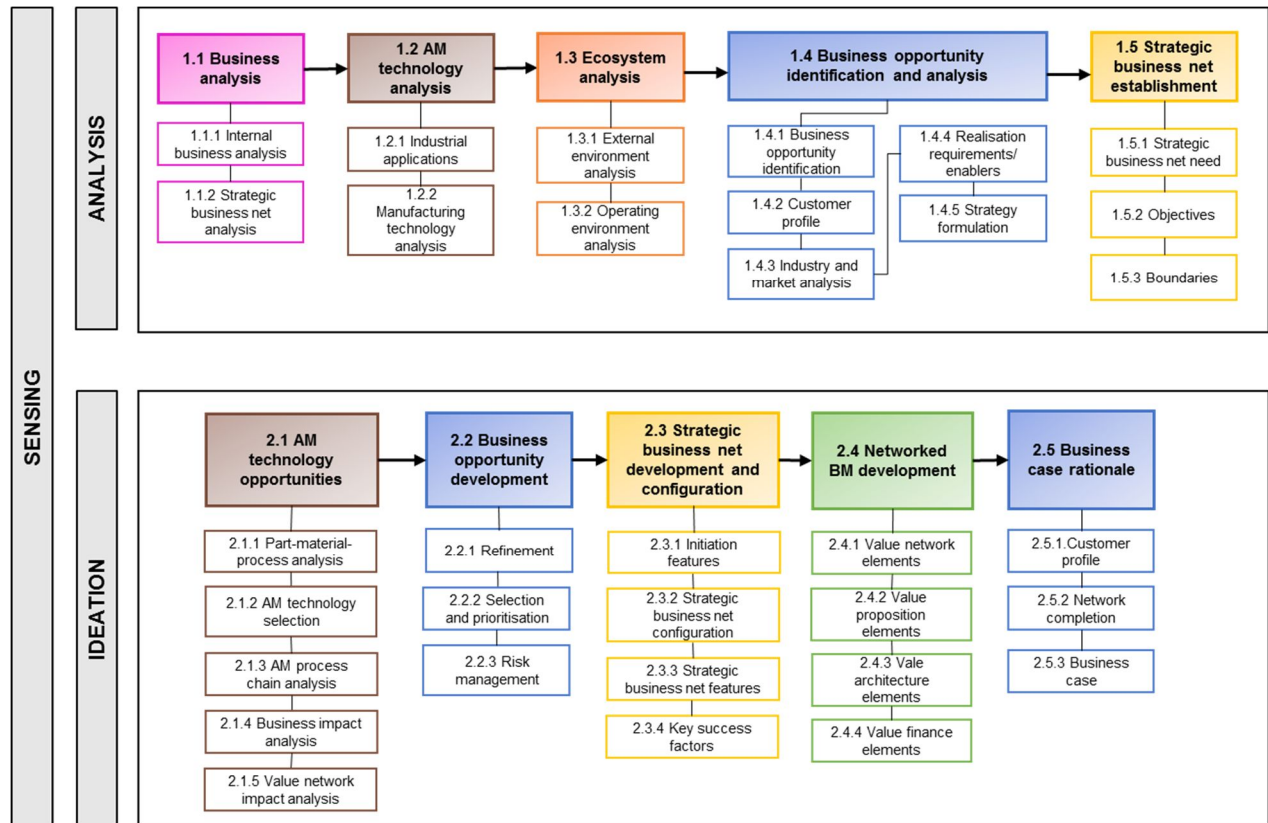 SENSING
ANALYSIS
1.1 Business
analysis
1.1.1 Internal
business analysis
1.1.2 Strategic
business net
analysis
1.2 AM
technology
analysis
1.2.1 Industrial
applications
1.2.2
Manufacturing
technology
analysis
1.3 Ecosystem
analysis
1.3.1 External
environment
analysis
1.3.2 Operating
environment
analysis
1.4 Business opportunity
identification and analysis
1.4.1 Business
opportunity
identification
1.4.2 Customer
profile
1.4.3 Industry and
market analysis
1.4.4 Realisation
requirements/
enablers
1.4.5 Strategy
formulation
1.5 Strategic
business net
establishment
1.5.1 Strategic
business net need
1.5.2 Objectives
1.5.3 Boundaries
IDEATION
2.1 AM
technology
opportunities
2.1.1 Part-material-
process analysis
2.1.2 AM technology
selection
2.1.3 AM process
chain analysis
2.1.4 Business impact
analysis
2.1.5 Value network
impact analysis
2.2 Business
opportunity
development
2.2.1 Refinement
2.2.2 Selection
and prioritisation
2.2.3 Risk
management
2.3 Strategic
business net
development and
configuration
2.3.1 Initiation
features
2.3.2 Strategic
business net
configuration
2.3.3 Strategic
business net features
2.3.4 Key success
factors
2.4 Networked
BM development
2.4.1 Value network
elements
2.4.2 Value
proposition
elements
2.4.3 Vale
architecture
elements
2.4.4 Value finance
elements
2.5 Business
case rationale
2.5.1.Customer
profile
2.5.2 Network
completion
2.5.3 Business
case